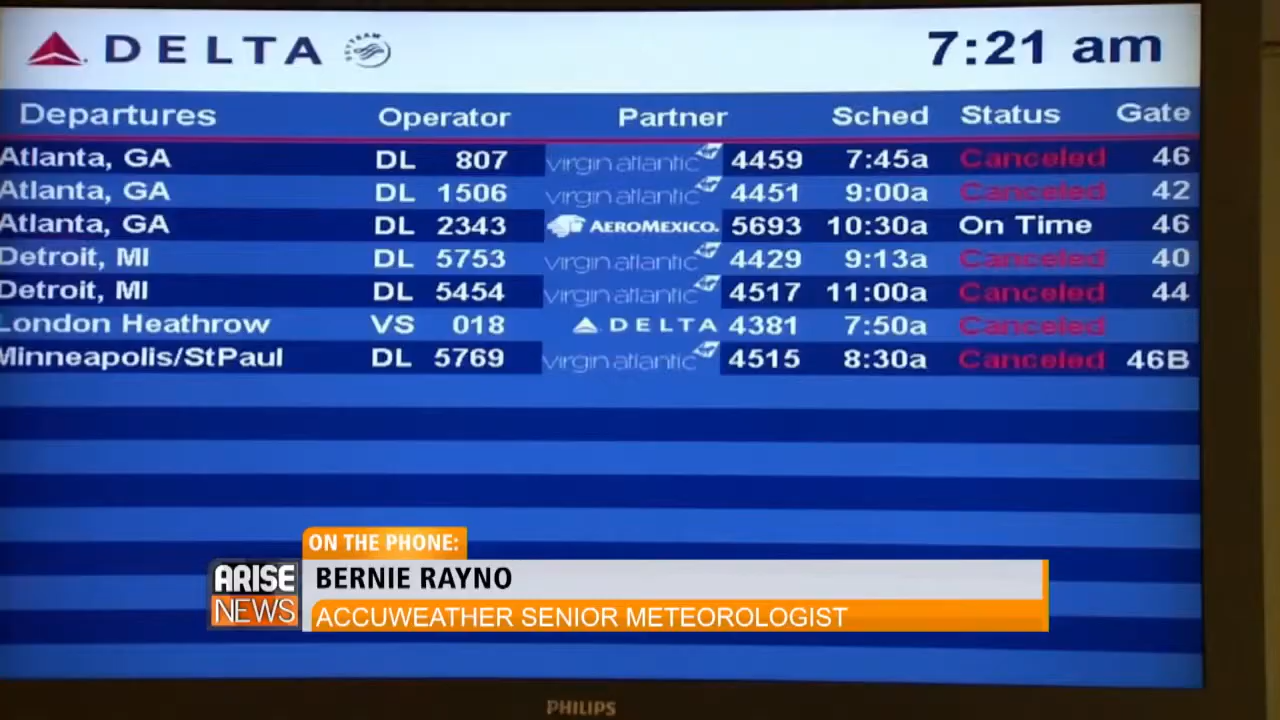 DELTA 7:21 am
Departures Operator Partner Sched Status Gate
Atlanta, GA DL 807 virgin atlantic 4459 7:45a Canceled 46
Atlanta, GA DL 1506 virgin atlantic 4451 9:00a Canceled 42
Atlanta, GA DL 2343 AEROMEXICO. 5693 10:30a On Time 46
Detroit, MI DL 5753 virgin atlantic 4429 9:13a Canceled 40
Detroit, MI DL 5454 virgin atlantic 4517 11:00a Canceled 44
London Heathrow VS 018 DELTA 4381 7:50a Canceled
Minneapolis/StPaul DL 5769 virgin atlantic 4515 8:30a Canceled 46B
ON THE PHONE:
ARISE NEWS
BERNIE RAYNO
ACCUWEATHER SENIOR METEOROLOGIST
PHILIPS